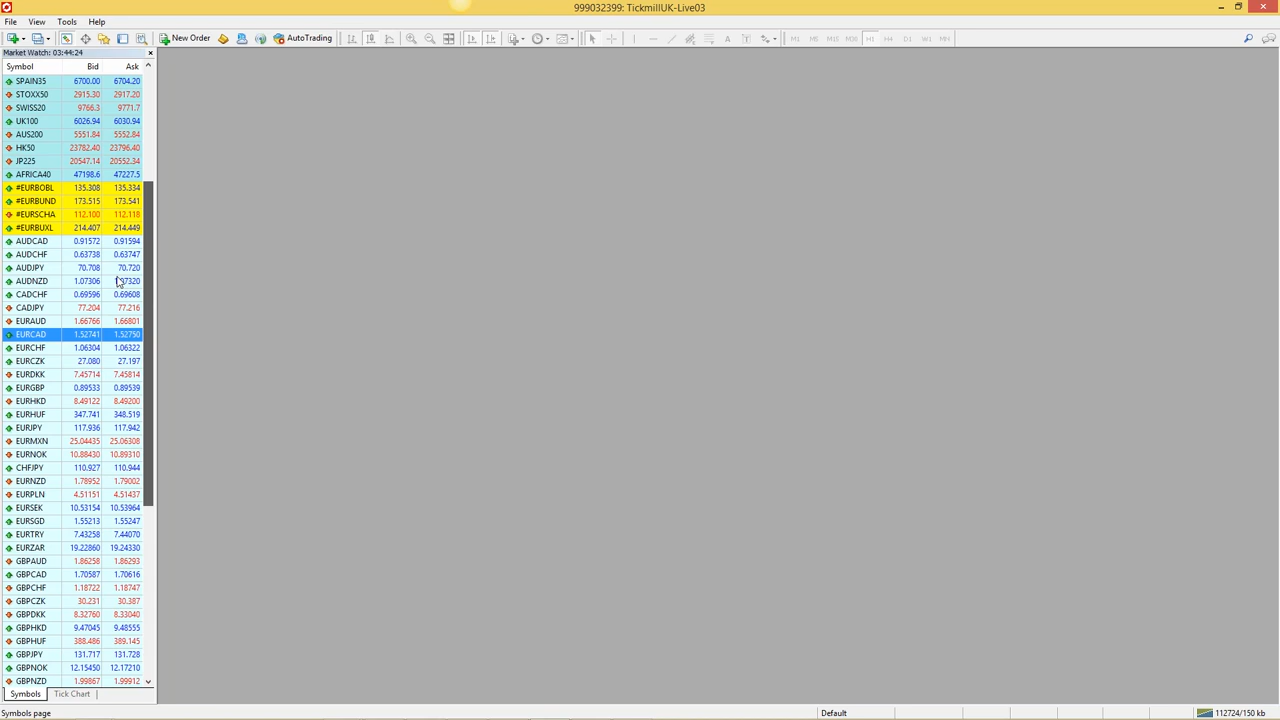 999032399: TickmillUK-Live03
File View Tools Help
New Order AutoTrading M1 M5 M15 M30 H1 H4 D1 W1 MN
Market Watch: 03:44:24
Symbol Bid Ask
SPAIN35 6700.00 6704.20
STOXX50 2915.30 2917.20
SWISS20 9766.3 9771.7
UK100 6026.94 6030.94
AUS200 5551.84 5552.84
HK50 23782.40 23796.40
JP225 20547.14 20552.34
AFRICA40 47198.6 47227.5
#EURBOBL 135.308 135.334
#EURBUND 173.515 173.541
#EURSCHA 112.100 112.118
#EURBUXL 214.407 214.449
AUDCAD 0.91572 0.91594
AUDCHF 0.63738 0.63747
AUDJPY 70.708 70.720
AUDNZD 1.07306
CADCHF 0.69596 0.69608
CADJPY 77.204 77.216
EURAUD 1.66766 1.66801
EURCAD 1.52741 1.52750
EURCHF 1.06304 1.06322
EURCZK 27.080 27.197
EURDKK 7.45714 7.45814
EURGBP 0.89533 0.89539
EURHKD 8.49122 8.49200
EURHUF 347.741 348.519
EURJPY 117.936 117.942
EURMXN 25.04435 25.06308
EURNOK 10.88430 10.89310
CHFJPY 110.927 110.944
EURNZD 1.78952 1.79002
EURPLN 4.51151 4.51437
EURSEK 10.53154 10.53964
EURSGD 1.55213 1.55247
EURTRY 7.43258 7.44070
EURZAR 19.22860 19.24330
GBPAUD 1.86258 1.86293
GBPCAD 1.70587 1.70616
GBPCHF 1.18722 1.18747
GBPCZK 30.231 30.387
GBPDKK 8.32760 8.33040
GBPHKD 9.47045 9.48555
GBPHUF 388.486 389.145
GBPJPY 131.717 131.728
GBPNOK 12.15450 12.17210
GBPNZD 1.99867 1.99912
Symbols Tick Chart
Symbols page Default 112724/150 kb